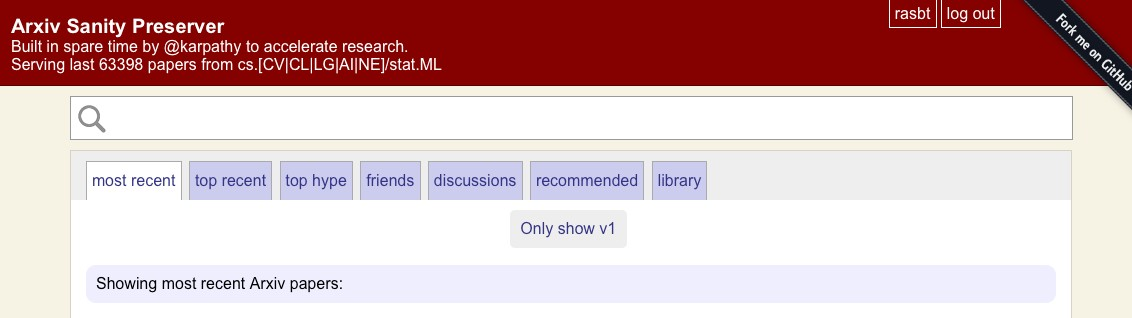 Arxiv Sanity Preserver
Built in spare time by @karpathy to accelerate research.
Serving last 63398 papers from cs.[CV|CL|LG|AI|NE]/stat.ML
rasbt log out
Fork me on GitHub
most recent top recent top hype friends discussions recommended library
Only show v1
Showing most recent Arxiv papers: